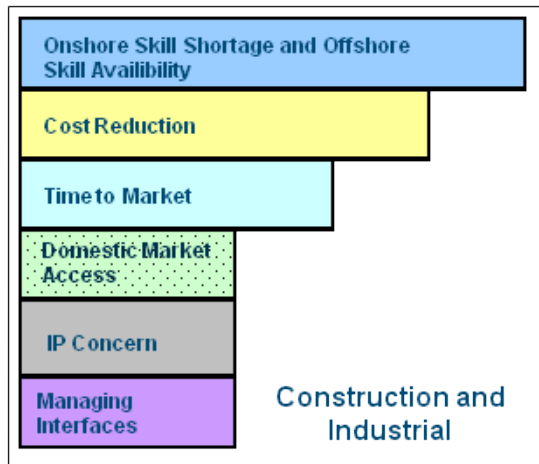 Onshore Skill Shortage and Offshore
Skill Availibility
Cost Reduction
Time to Market
Domestic Market
Access
IP Concern
Managing
Interfaces
Construction and
Industrial